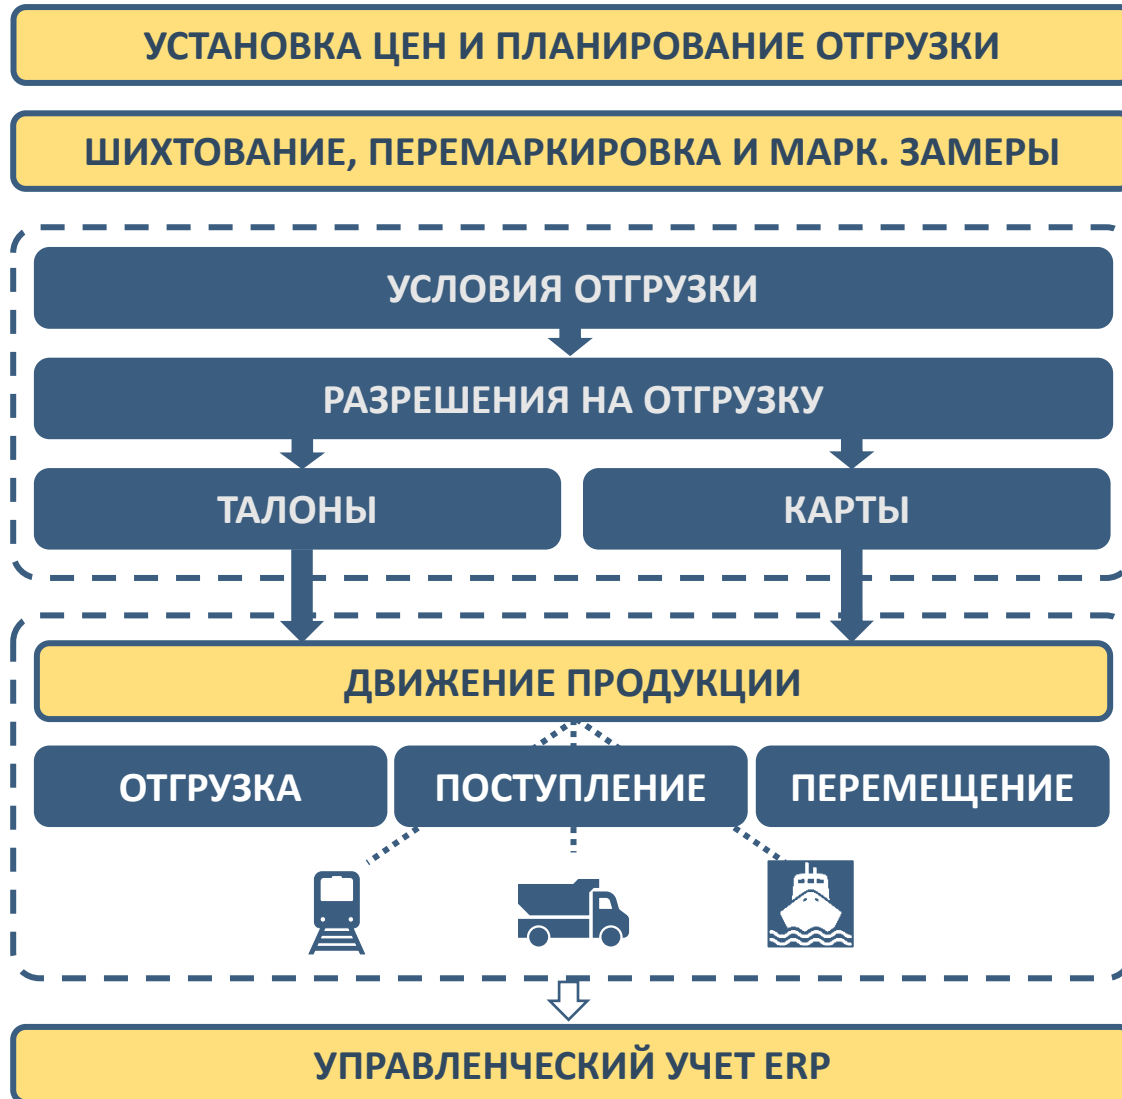 УСТАНОВКА ЦЕН И ПЛАНИРОВАНИЕ ОТГРУЗКИ
ШИХТОВАНИЕ, ПЕРЕМАРКИРОВКА И МАРК. ЗАМЕРЫ
УСЛОВИЯ ОТГРУЗКИ
РАЗРЕШЕНИЯ НА ОТГРУЗКУ
ТАЛОНЫ
КАРТЫ
ДВИЖЕНИЕ ПРОДУКЦИИ
ОТГРУЗКА
ПОСТУПЛЕНИЕ
ПЕРЕМЕЩЕНИЕ
УПРАВЛЕНЧЕСКИЙ УЧЕТ ERP